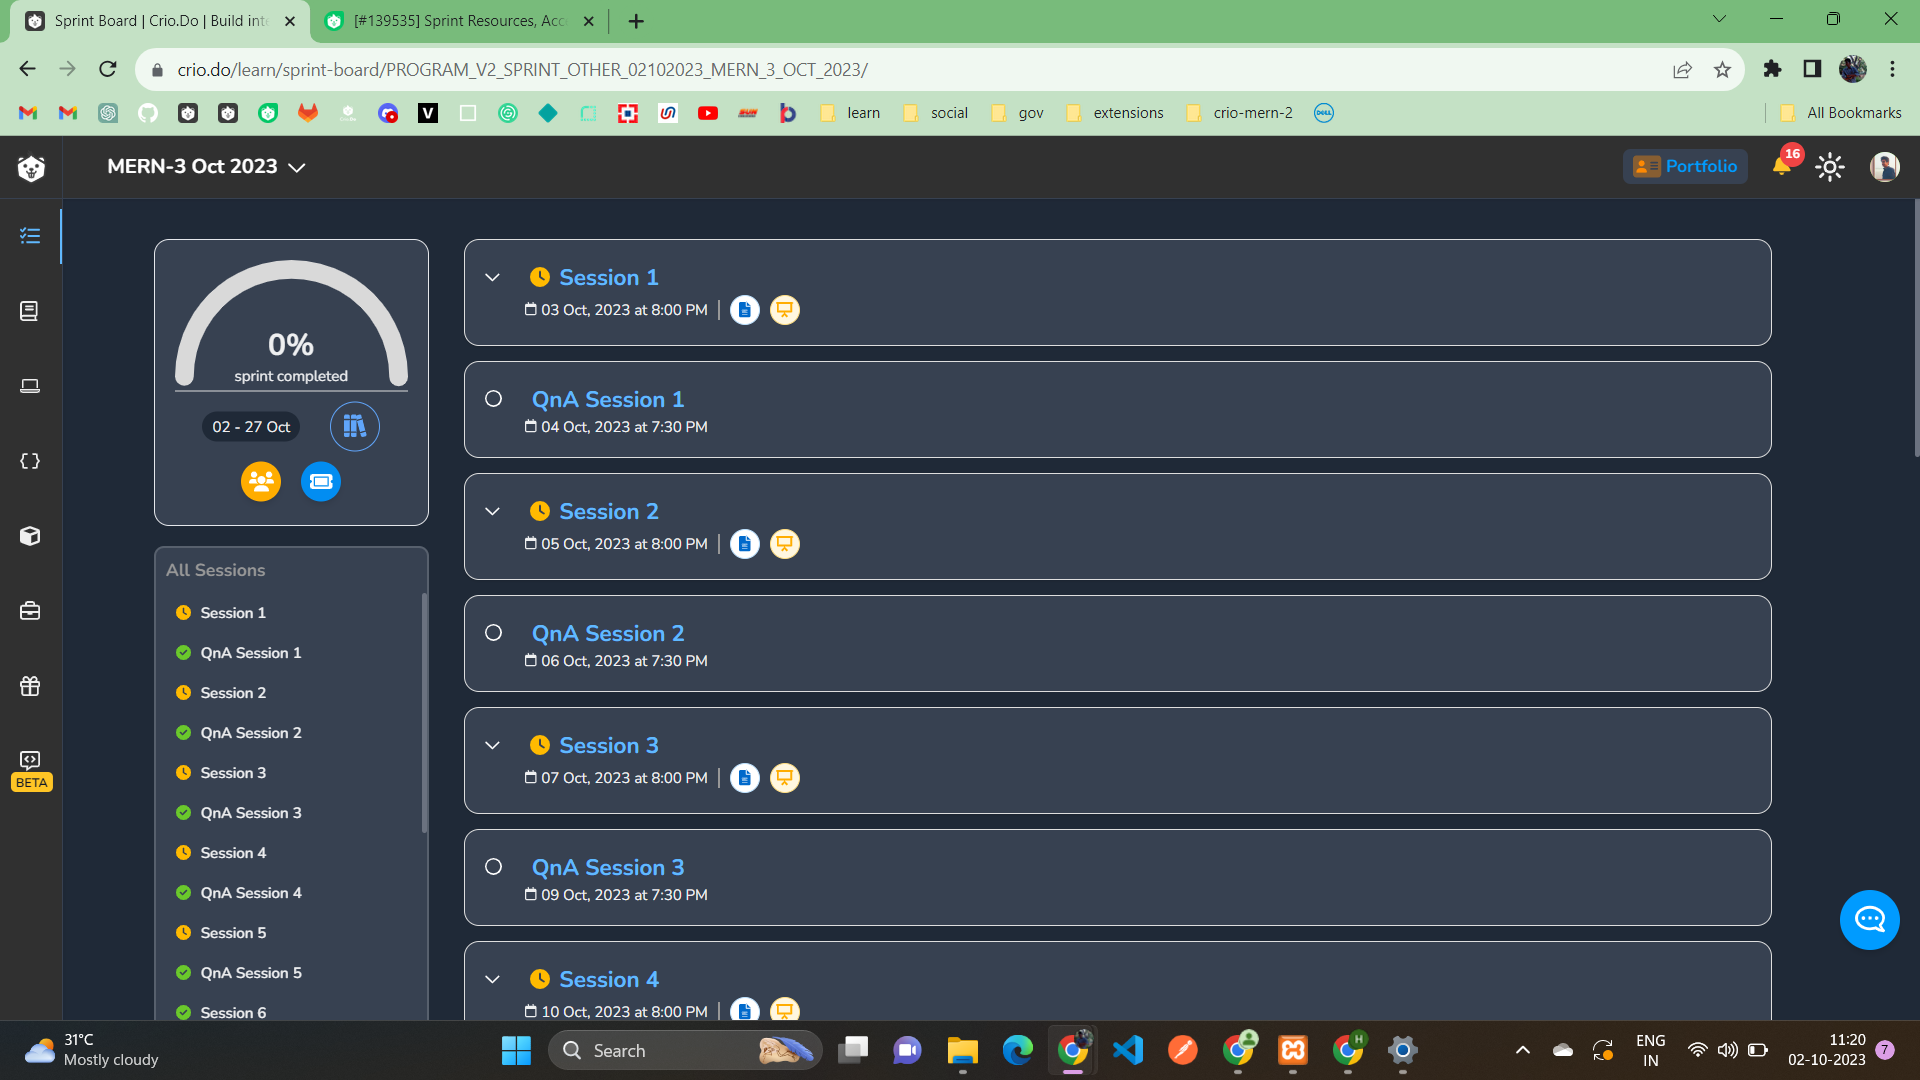 Sprint Board | Crio.Do | Build inte
[#139535] Sprint Resources, Acc
crio.do/learn/sprint-board/PROGRAM_V2_SPRINT_OTHER_02102023_MERN_3_OCT_2023/
learn
social
gov
extensions
crio-mern-2
All Bookmarks
MERN-3 Oct 2023
Portfolio
16
0%
sprint completed
02 - 27 Oct
All Sessions
Session 1
QnA Session 1
Session 2
QnA Session 2
Session 3
QnA Session 3
Session 4
QnA Session 4
Session 5
QnA Session 5
Session 6
BETA
Session 1
03 Oct, 2023 at 8:00 PM
QnA Session 1
04 Oct, 2023 at 7:30 PM
Session 2
05 Oct, 2023 at 8:00 PM
QnA Session 2
06 Oct, 2023 at 7:30 PM
Session 3
07 Oct, 2023 at 8:00 PM
QnA Session 3
09 Oct, 2023 at 7:30 PM
Session 4
10 Oct, 2023 at 8:00 PM
31°C
Mostly cloudy
Search
ENG
IN
11:20
02-10-2023
7